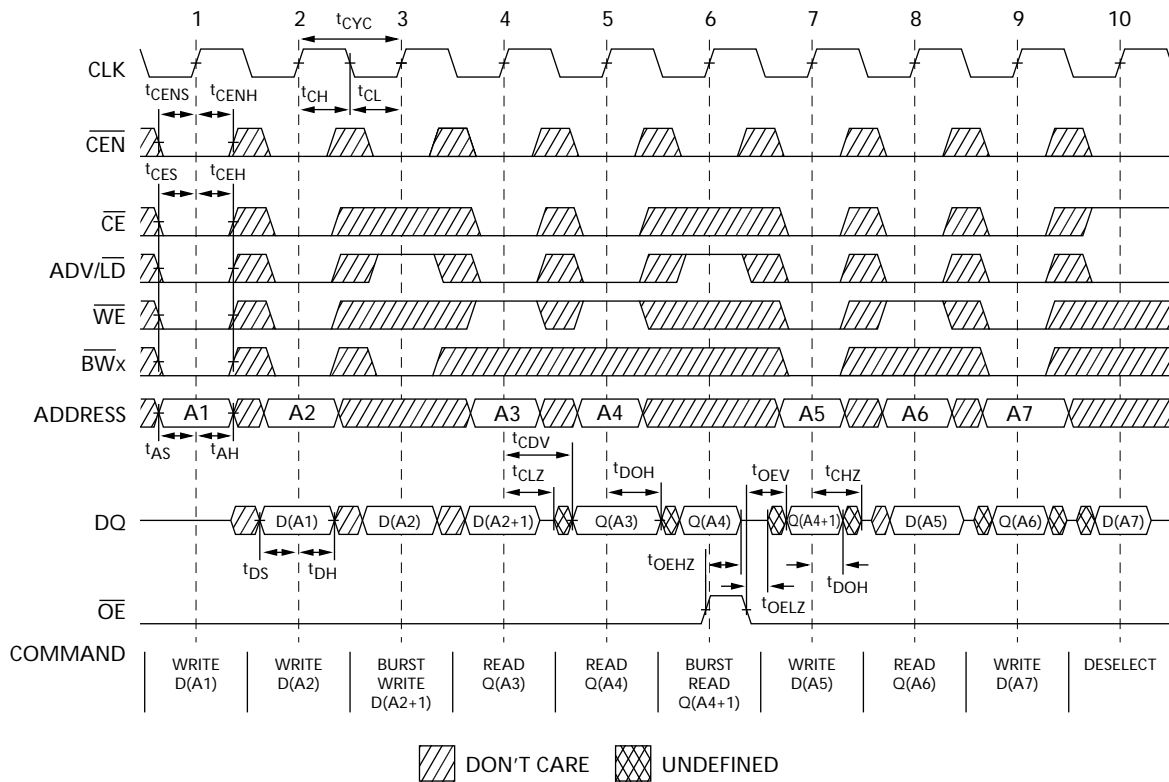 1 2 3 4 5 6 7 8 9 10
tCYC
CLK
tCENS tCENH tCH tCL
CEN
tCES tCEH
CE
ADV/LD
WE
BWx
ADDRESS A1 A2 A3 A4 A5 A6 A7
tAS tAH tCDV
tCLZ tDOH tOEV tCHZ
DQ D(A1) D(A2) D(A2+1) Q(A3) Q(A4) Q(A4+1) D(A5) Q(A6) D(A7)
tDS tDH tOEHZ tDOH
tOELZ
OE
COMMAND
WRITE WRITE BURST READ READ BURST WRITE READ WRITE DESELECT
D(A1) D(A2) WRITE Q(A3) Q(A4) READ D(A5) Q(A6) D(A7)
D(A2+1) Q(A4+1)
DON'T CARE UNDEFINED